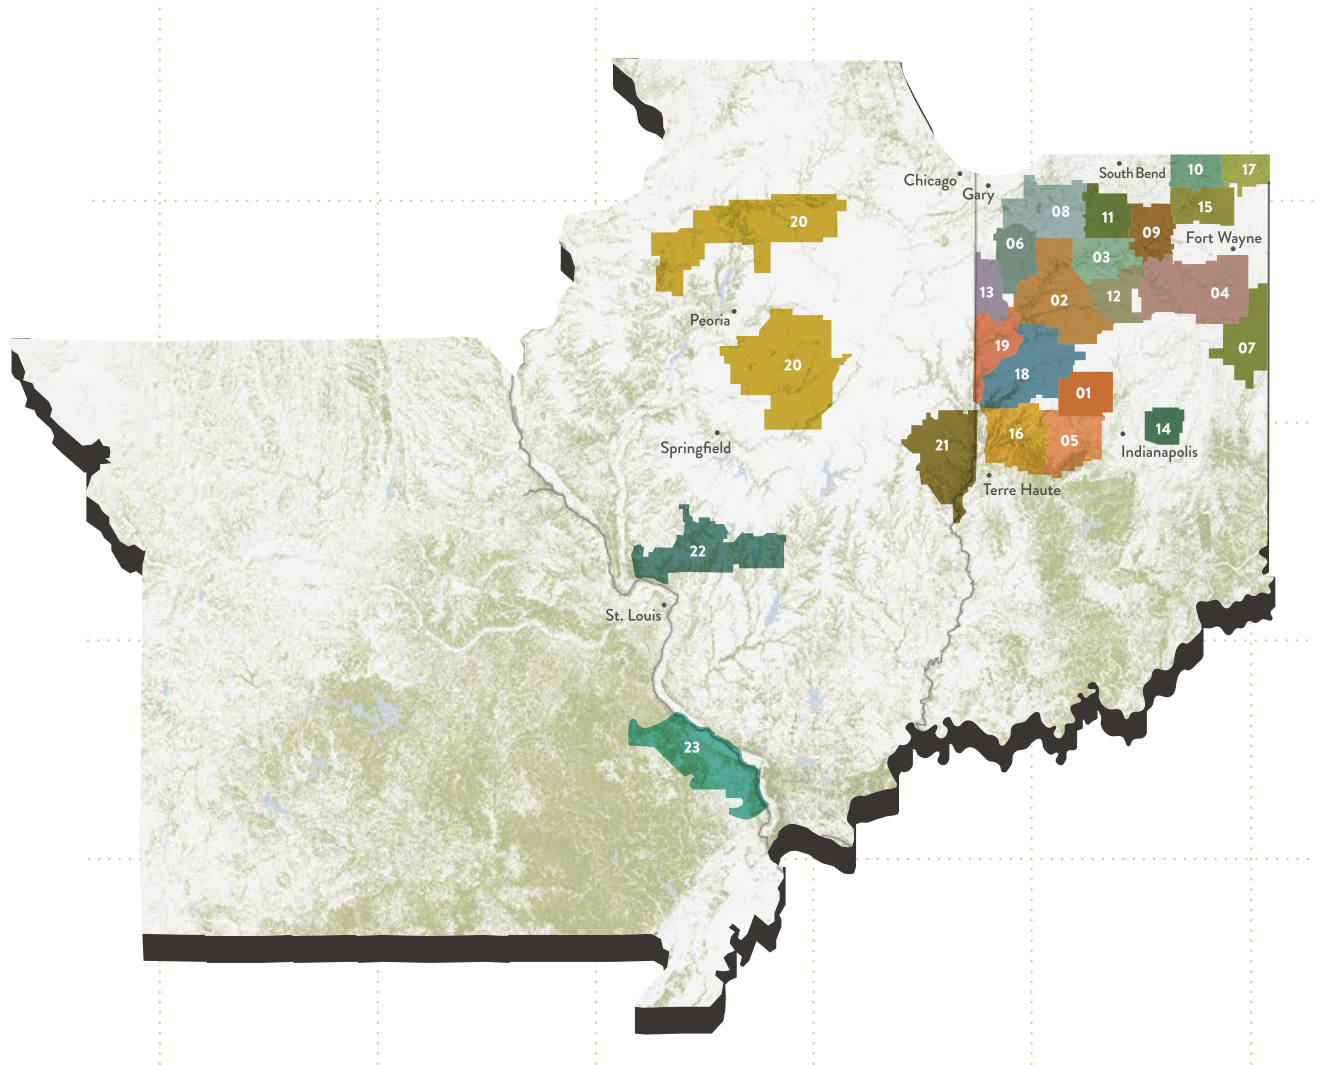 South Bend
10
17
Chicago
Gary
08
11
15
20
09
Fort Wayne
06
03
13
02
12
04
Peoria
19
07
20
18
01
Springfield
21
16
05
14
Indianapolis
Terre Haute
22
St. Louis
23